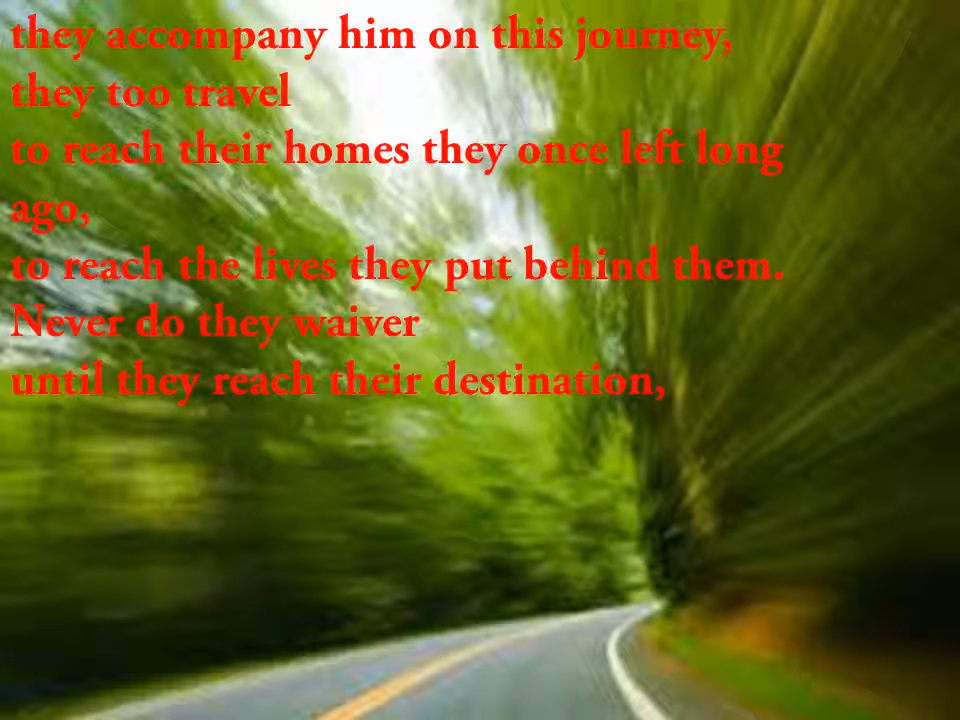 they accompany him on this journey,
they too travel
to reach their homes they once left long
ago,
to reach the lives they put behind them.
Never do they waiver
until they reach their destination,